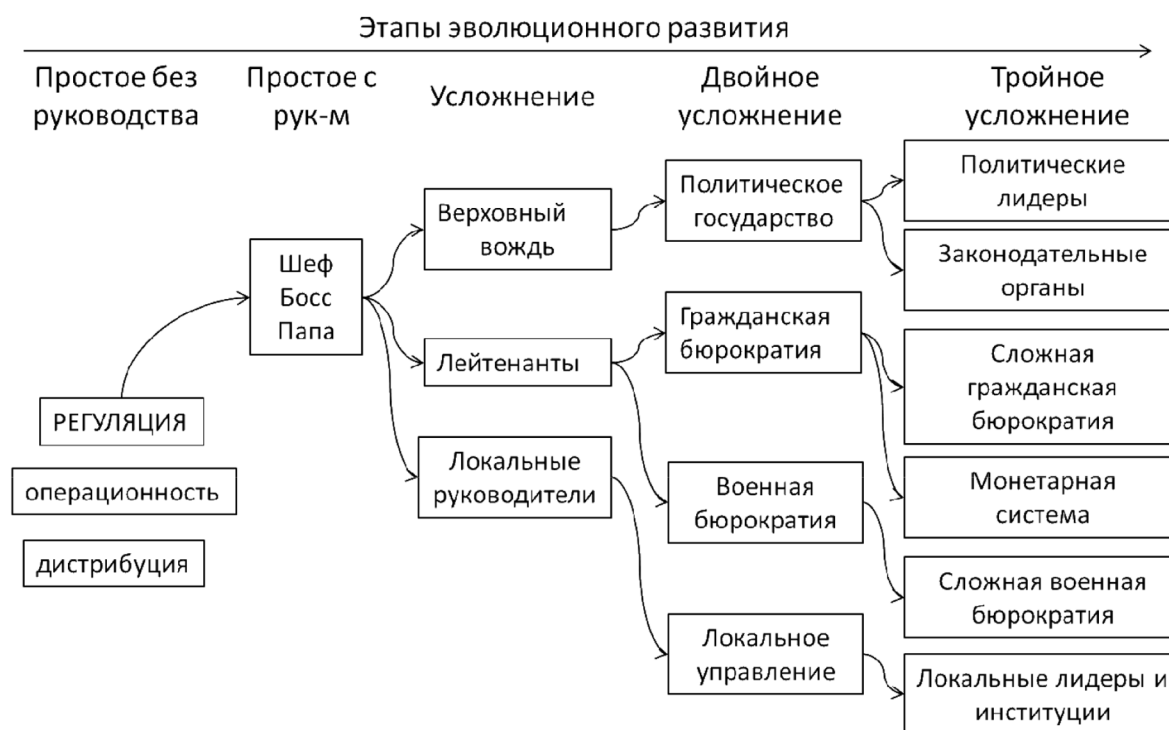 Этапы эволюционного развития
Простое без
руководства
Простое с
рук-м
Усложнение
Двойное
усложнение
Тройное
усложнение
РЕГУЛЯЦИЯ
операционность
дистрибуция
Шеф
Босс
Папа
Верховный
вождь
Лейтенанты
Локальные
руководители
Политическое
государство
Гражданская
бюрократия
Военная
бюрократия
Локальное
управление
Политические
лидеры
Законодательные
органы
Сложная
гражданская
бюрократия
Монетарная
система
Сложная военная
бюрократия
Локальные лидеры и
институции